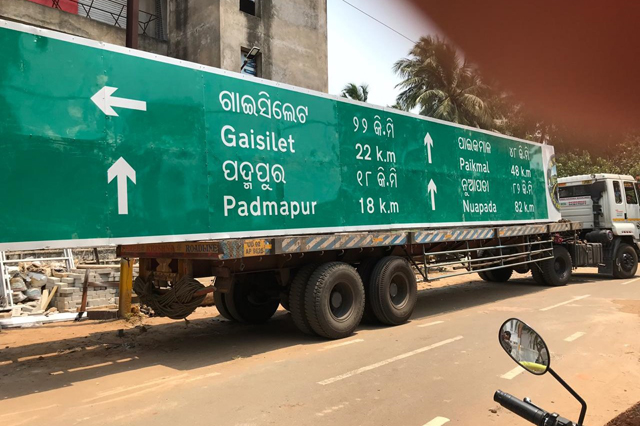 ଗାଇସିଲେଟ ୨୨ କି.ମି
Gaisilet 22 k.m
ପଦ୍ମପୁର ୧୮ କି.ମି
Padmapur 18 k.m
ପାଇକମାଳ ୪୮ କି.ମି
Paikmal 48 k.m
ନୂଆପଡା ୮୨ କି.ମି
Nuapada 82 k.m